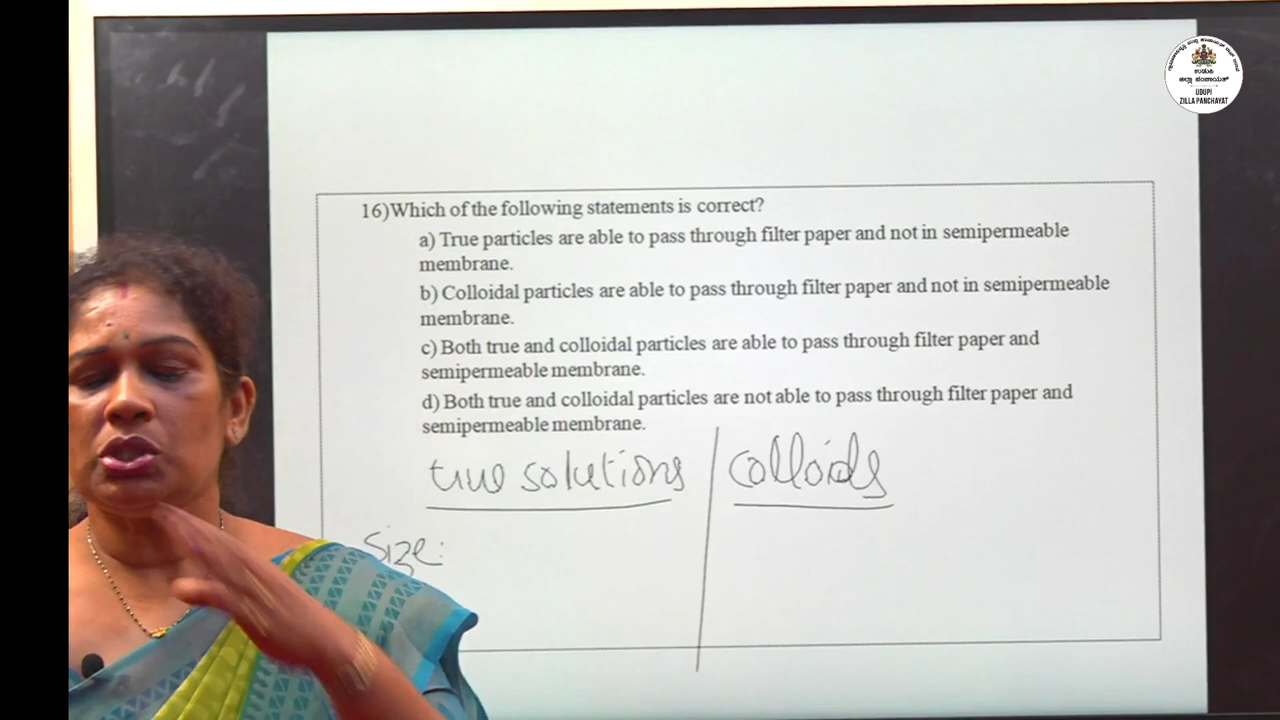 ಉಡುಪಿ
ಜಿಲ್ಲಾ ಪಂಚಾಯತ್
UDUPI
ZILLA PANCHAYAT
16)Which of the following statements is correct?
a) True particles are able to pass through filter paper and not in semipermeable
membrane.
b) Colloidal particles are able to pass through filter paper and not in semipermeable
membrane.
c) Both true and colloidal particles are able to pass through filter paper and
semipermeable membrane.
d) Both true and colloidal particles are not able to pass through filter paper and
semipermeable membrane.
true solutions
colloids
Size: